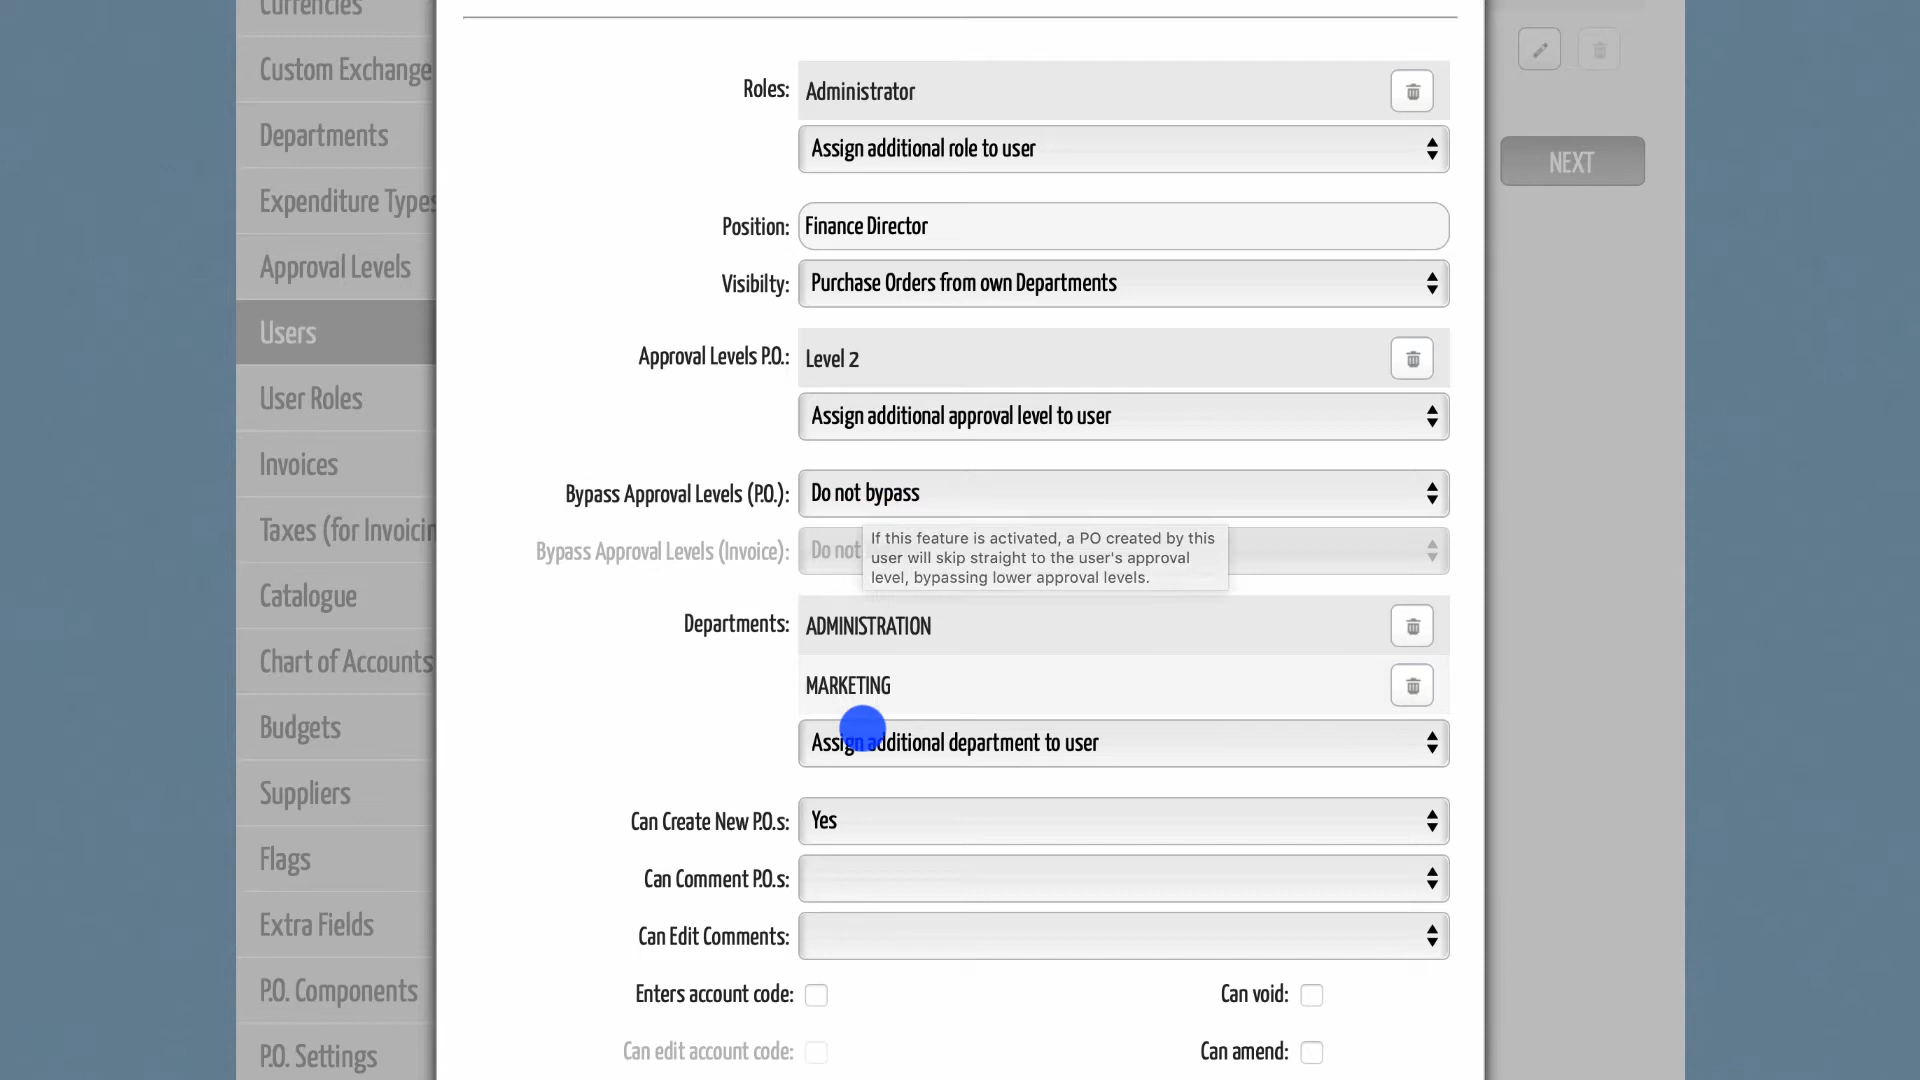 Currencies
Custom Exchange
Departments
Expenditure Types
Approval Levels
Users
User Roles
Invoices
Taxes (for Invoicin
Catalogue
Chart of Accounts
Budgets
Suppliers
Flags
Extra Fields
P.O. Components
P.O. Settings
Roles: Administrator
Assign additional role to user
Position: Finance Director
Visibilty: Purchase Orders from own Departments
Approval Levels P.O.: Level 2
Assign additional approval level to user
Bypass Approval Levels (P.O.): Do not bypass
Bypass Approval Levels (Invoice): Do not
If this feature is activated, a PO created by this
user will skip straight to the user's approval
level, bypassing lower approval levels.
Departments: ADMINISTRATION
MARKETING
Assign additional department to user
Can Create New P.O.s: Yes
Can Comment P.O.s:
Can Edit Comments:
Enters account code: Can void:
Can edit account code: Can amend:
NEXT